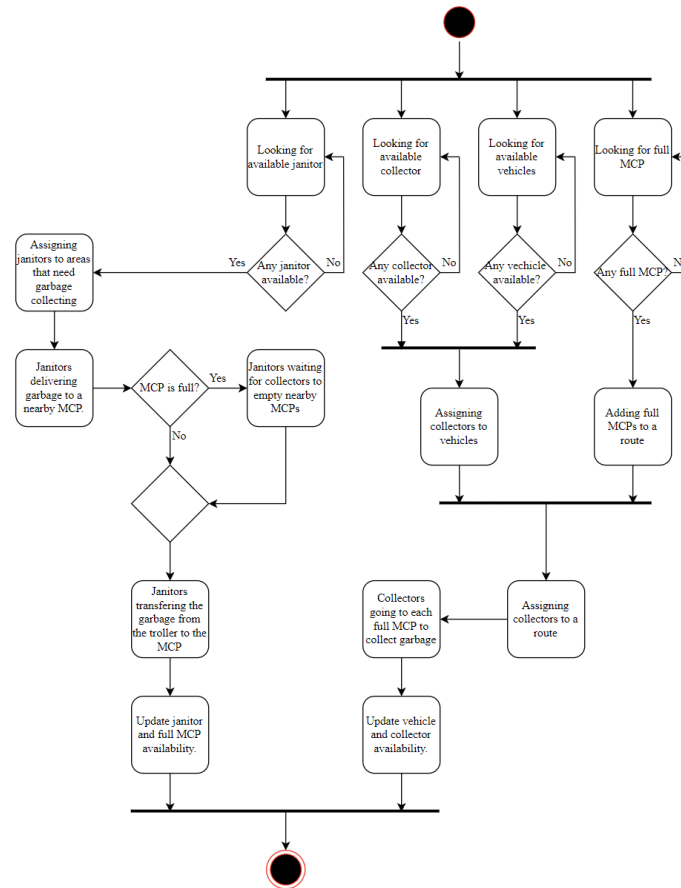 Looking for
available janitor
Looking for
available
collector
Looking for
available
vehicles
Looking for full
MCP
Assigning
janitors to areas
that need
garbage
collecting
Yes
Any janitor
available?
No
Any collector
available?
No
Yes
Any vechicle
available?
No
Yes
Any full MCP?
Yes
Janitors
delivering
garbage to a
nearby MCP.
MCP is full?
Yes
No
Janitors waiting
for collectors to
empty nearby
MCPs
Assigning
collectors to
vehicles
Adding full
MCPs to a
route
Janitors
transfering the
garbage from
the troller to the
MCP
Collectors
going to each
full MCP to
collect garbage
Assigning
collectors to a
route
Update janitor
and full MCP
availability.
Update vehicle
and collector
availability.